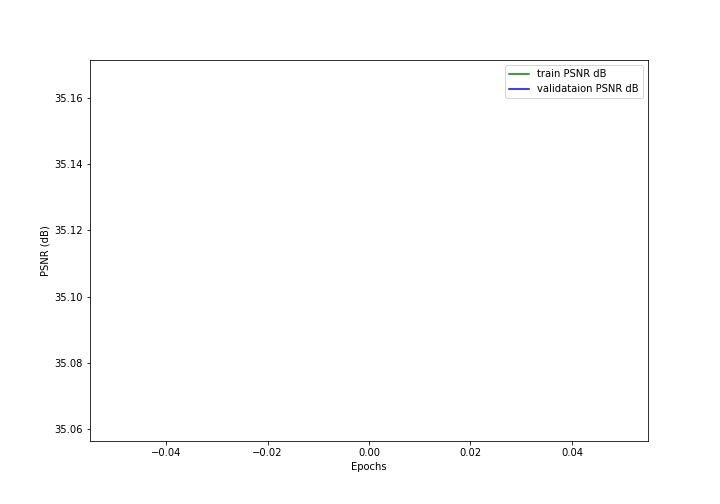 train PSNR dB
validataion PSNR dB
35.16
35.14
35.12
35.10
35.08
35.06
PSNR (dB)
−0.04 −0.02 0.00 0.02 0.04
Epochs